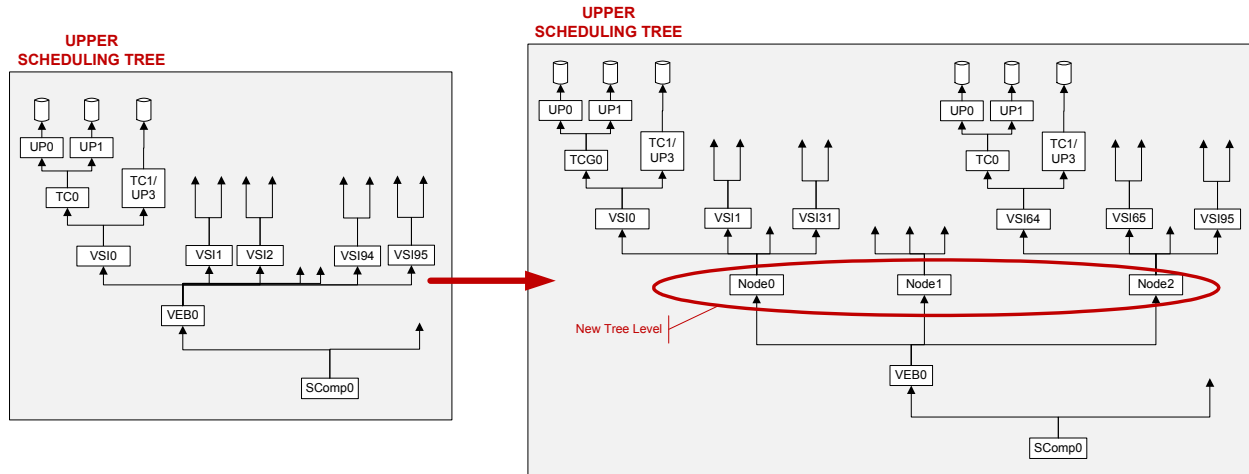 UPPER
SCHEDULING TREE
UP0
UP1
TC1/
UP3
TC0
VSI0
VSI1
VSI2
VSI94
VSI95
VEB0
SComp0
UPPER
SCHEDULING TREE
UP0
UP1
TC1/
UP3
TCG0
VSI0
VSI1
VSI31
UP0
UP1
TC1/
UP3
TC0
VSI64
VSI65
VSI95
Node0
Node1
Node2
New Tree Level
VEB0
SComp0